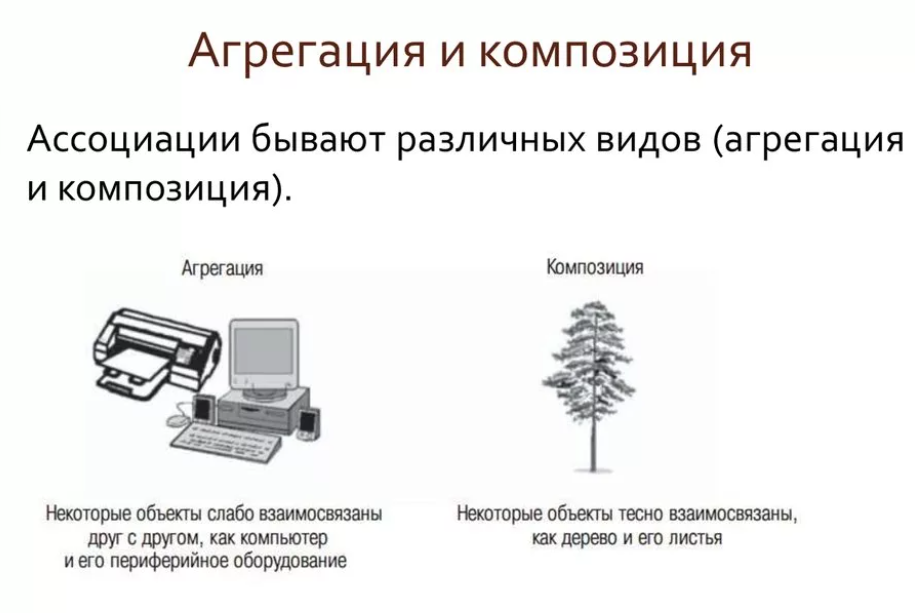 Агрегация и композиция
Ассоциации бывают различных видов (агрегация
и композиция).
Агрегация
Композиция
Некоторые объекты слабо взаимосвязаны
друг с другом, как компьютер
и его периферийное оборудование
Некоторые объекты тесно взаимосвязаны,
как дерево и его листья